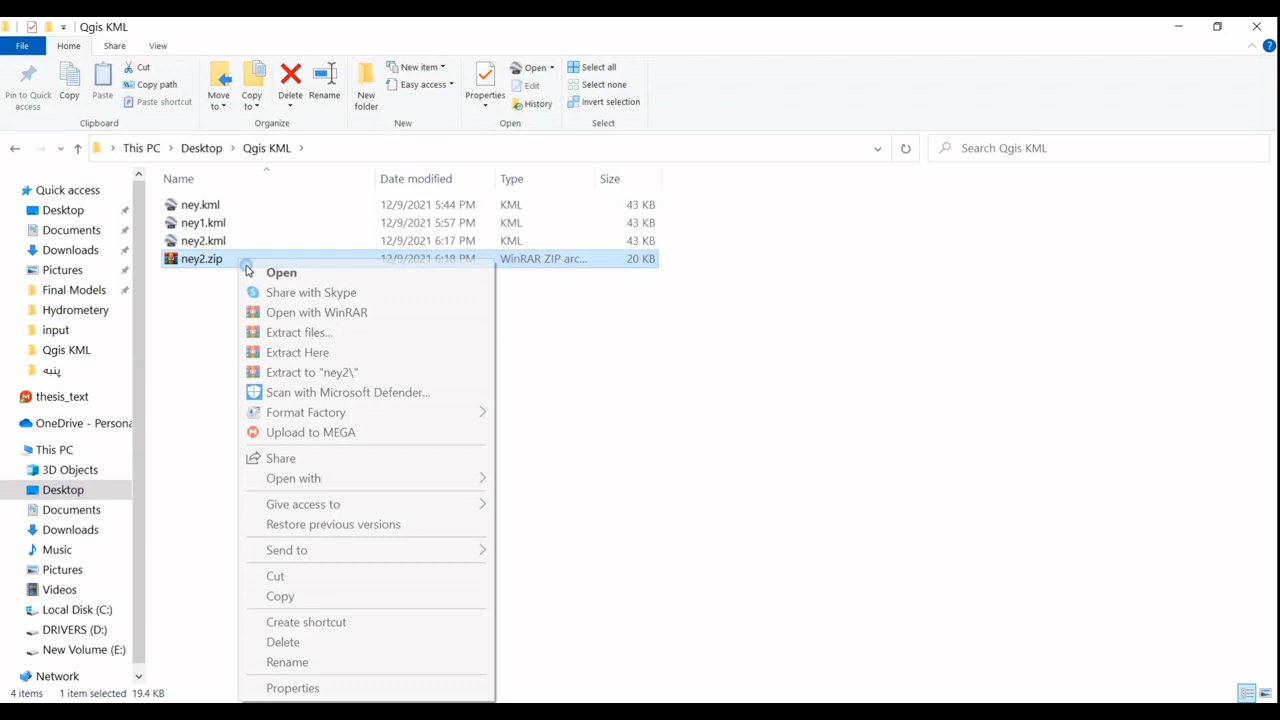 Qgis KML
File Home Share View
Pin to Quick access
Copy
Paste
Cut
Copy path
Paste shortcut
Clipboard
Move to
Copy to
Delete
Rename
Organize
New folder
New item
Easy access
New
Properties
Open
Edit
History
Open
Select all
Select none
Invert selection
Select
This PC > Desktop > Qgis KML >
Search Qgis KML
Name Date modified Type Size
ney.kml 12/9/2021 5:44 PM KML 43 KB
ney1.kml 12/9/2021 5:57 PM KML 43 KB
ney2.kml 12/9/2021 6:17 PM KML 43 KB
ney2.zip 12/9/2021 6:18 PM WinRAR ZIP arc... 20 KB
Quick access
Desktop
Documents
Downloads
Pictures
Final Models
Hydrometery
input
Qgis KML
پنبه
thesis_text
OneDrive - Persona
This PC
3D Objects
Desktop
Documents
Downloads
Music
Pictures
Videos
Local Disk (C:)
DRIVERS (D:)
New Volume (E:)
Network
Open
Share with Skype
Open with WinRAR
Extract files...
Extract Here
Extract to "ney2\"
Scan with Microsoft Defender...
Format Factory
Upload to MEGA
Share
Open with
Give access to
Restore previous versions
Send to
Cut
Copy
Create shortcut
Delete
Rename
Properties
4 items 1 item selected 19.4 KB